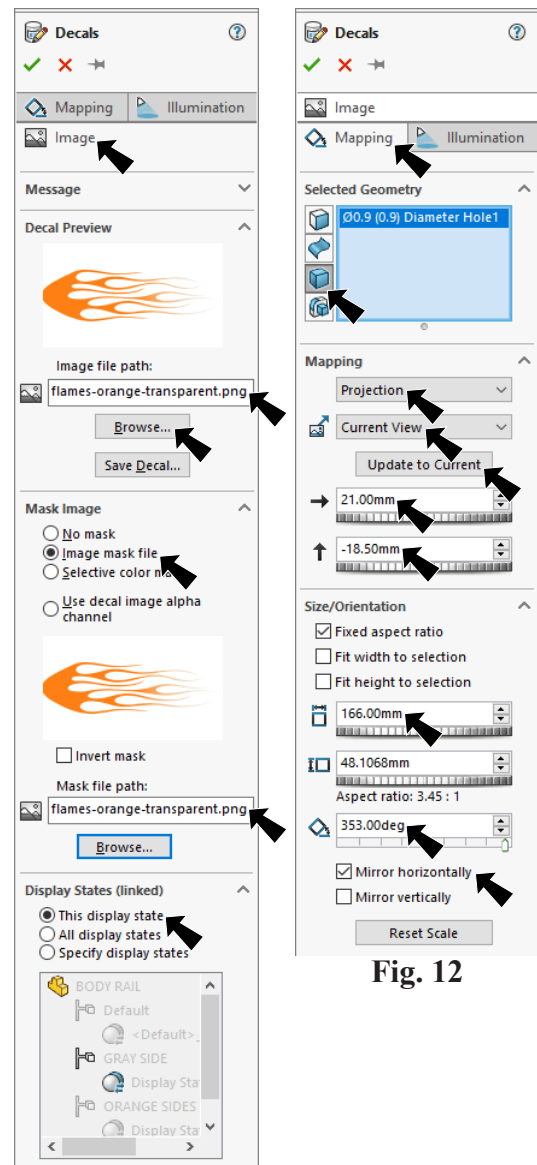 Decals
Mapping
Illumination
Image
Message
Decal Preview
Image file path:
flames-orange-transparent.png
Browse...
Save Decal...
Mask Image
No mask
Image mask file
Selective color
Use decal image alpha
channel
Invert mask
Mask file path:
flames-orange-transparent.png
Browse...
Display States (linked)
This display state
All display states
Specify display states
BODY RAIL
Default
<Default>_
GRAY SIDE
Display Sta
ORANGE SIDES
Display Sta
Decals
Image
Mapping
Illumination
Selected Geometry
Ø0.9 (0.9) Diameter Hole1
Mapping
Projection
Current View
Update to Current
21.00mm
-18.50mm
Size/Orientation
Fixed aspect ratio
Fit width to selection
Fit height to selection
166.00mm
48.1068mm
Aspect ratio: 3.45 : 1
353.00deg
Mirror horizontally
Mirror vertically
Reset Scale
Fig. 12